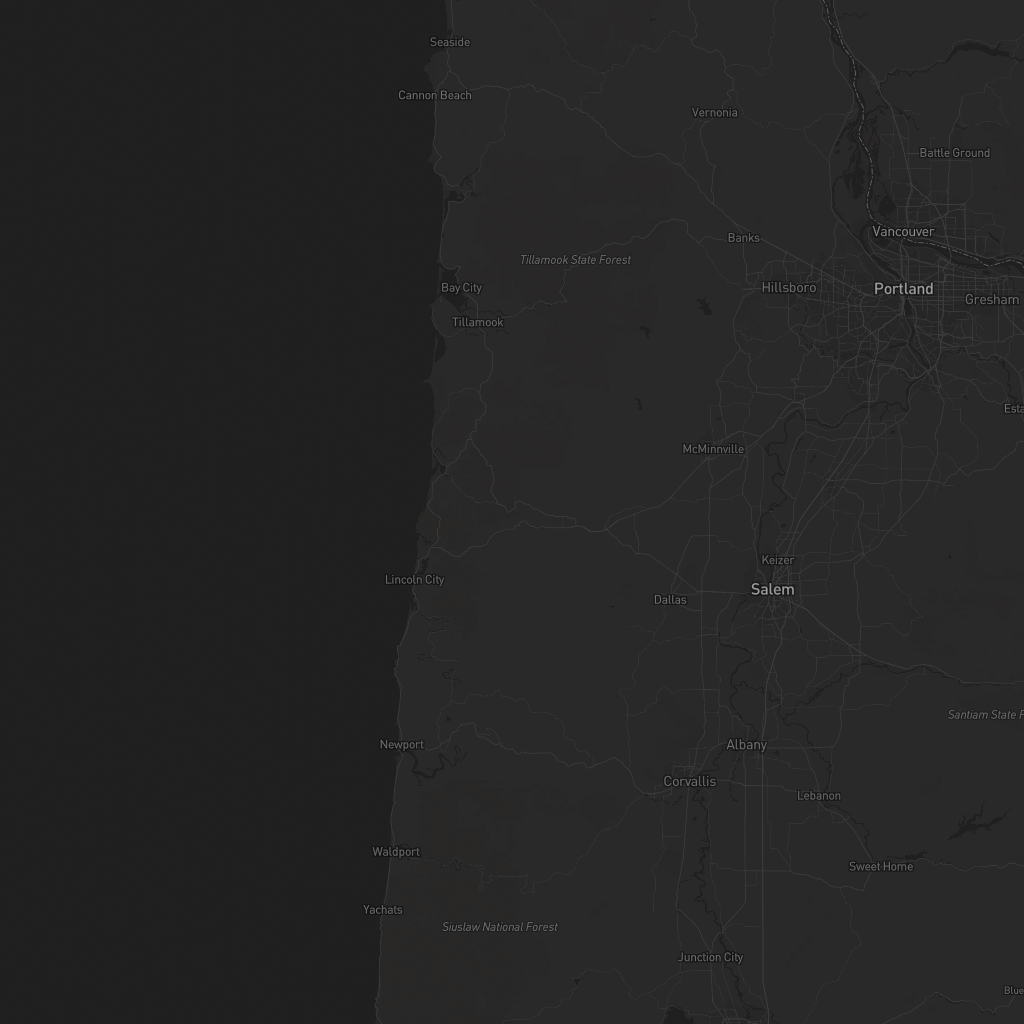 Seaside
Cannon Beach
Vernonia
Battle Ground
Vancouver
Banks
Tillamook State Forest
Bay City
Hillsboro
Portland
Gresham
Tillamook
Esta
McMinnville
Keizer
Lincoln City
Salem
Dallas
Santiam State F
Newport
Albany
Corvallis
Lebanon
Waldport
Sweet Home
Yachats
Siuslaw National Forest
Junction City
Blue